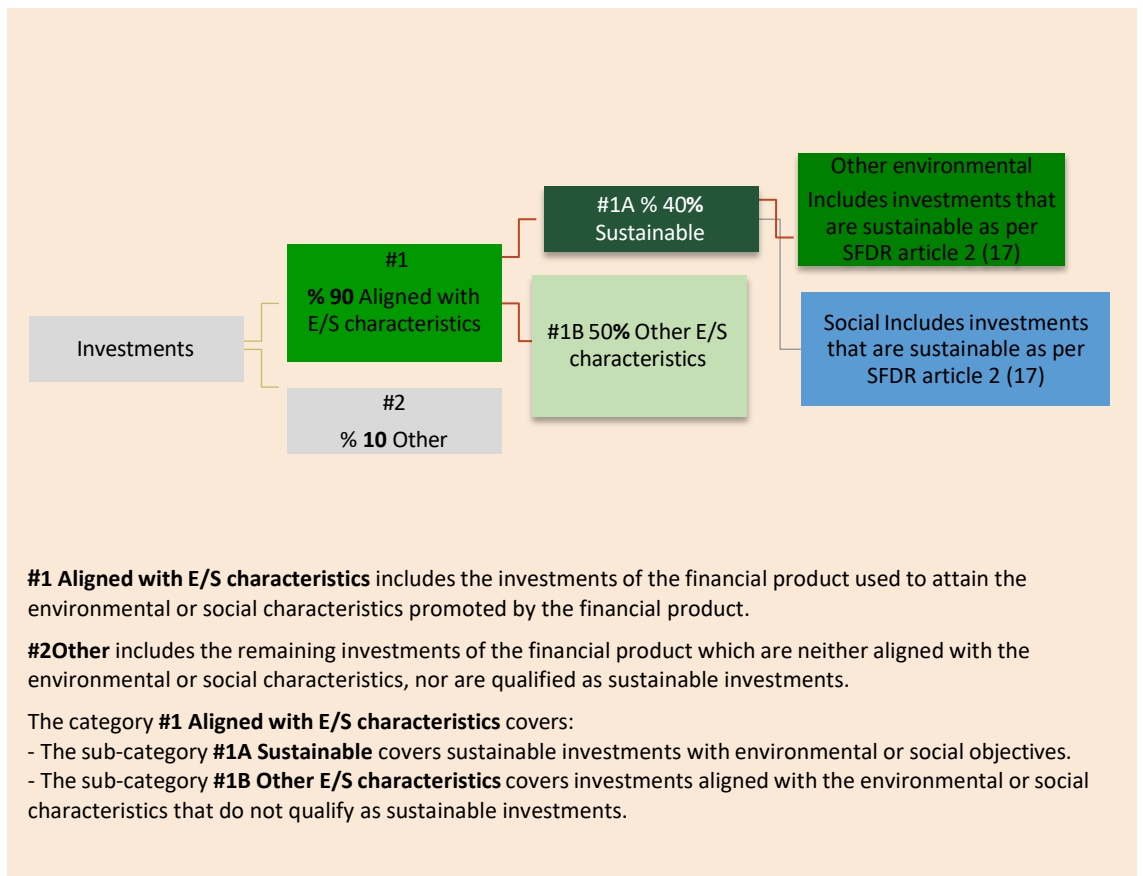 Investments
#1
% 90 Aligned with
E/S characteristics
#2
% 10 Other
#1A % 40%
Sustainable
#1B 50% Other E/S
characteristics
Other environmental
Includes investments that
are sustainable as per
SFDR article 2 (17)
Social Includes investments
that are sustainable as per
SFDR article 2 (17)
#1 Aligned with E/S characteristics includes the investments of the financial product used to attain the
environmental or social characteristics promoted by the financial product.
#2Other includes the remaining investments of the financial product which are neither aligned with the
environmental or social characteristics, nor are qualified as sustainable investments.
The category #1 Aligned with E/S characteristics covers:
- The sub-category #1A Sustainable covers sustainable investments with environmental or social objectives.
- The sub-category #1B Other E/S characteristics covers investments aligned with the environmental or social
characteristics that do not qualify as sustainable investments.